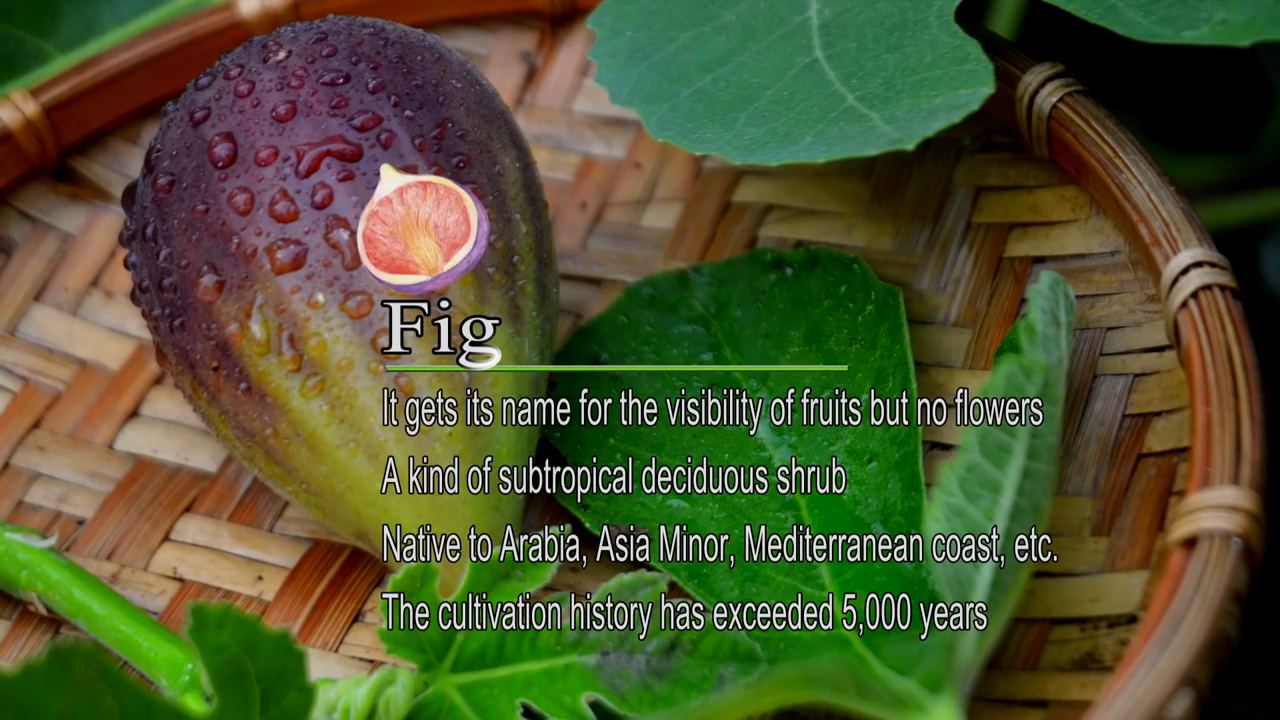 Fig
It gets its name for the visibility of fruits but no flowers
A kind of subtropical deciduous shrub
Native to Arabia, Asia Minor, Mediterranean coast, etc.
The cultivation history has exceeded 5,000 years